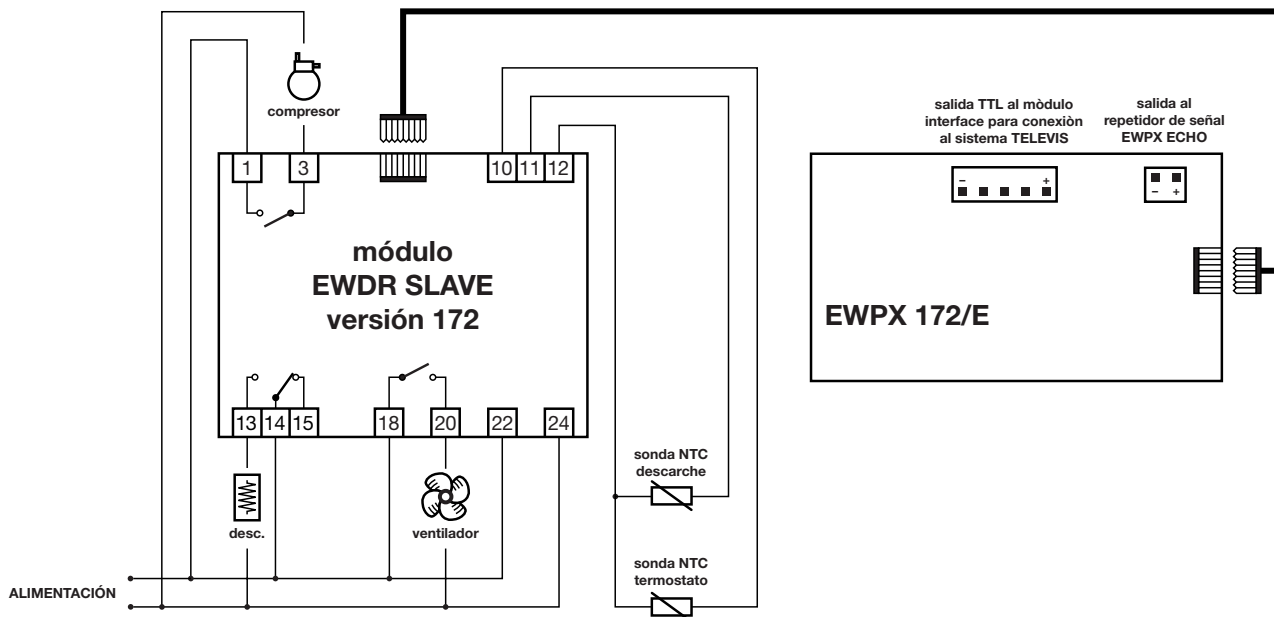 compresor
salida TTL al mòdulo
interface para conexiòn
al sistema TELEVIS
salida al
repetidor de señal
EWPX ECHO
1
3
10
11
12
- +
- +
módulo
EWDR SLAVE
versión 172
EWPX 172/E
13
14
15
18
20
22
24
sonda NTC
descarche
desc.
ventilador
sonda NTC
termostato
ALIMENTACIÓN